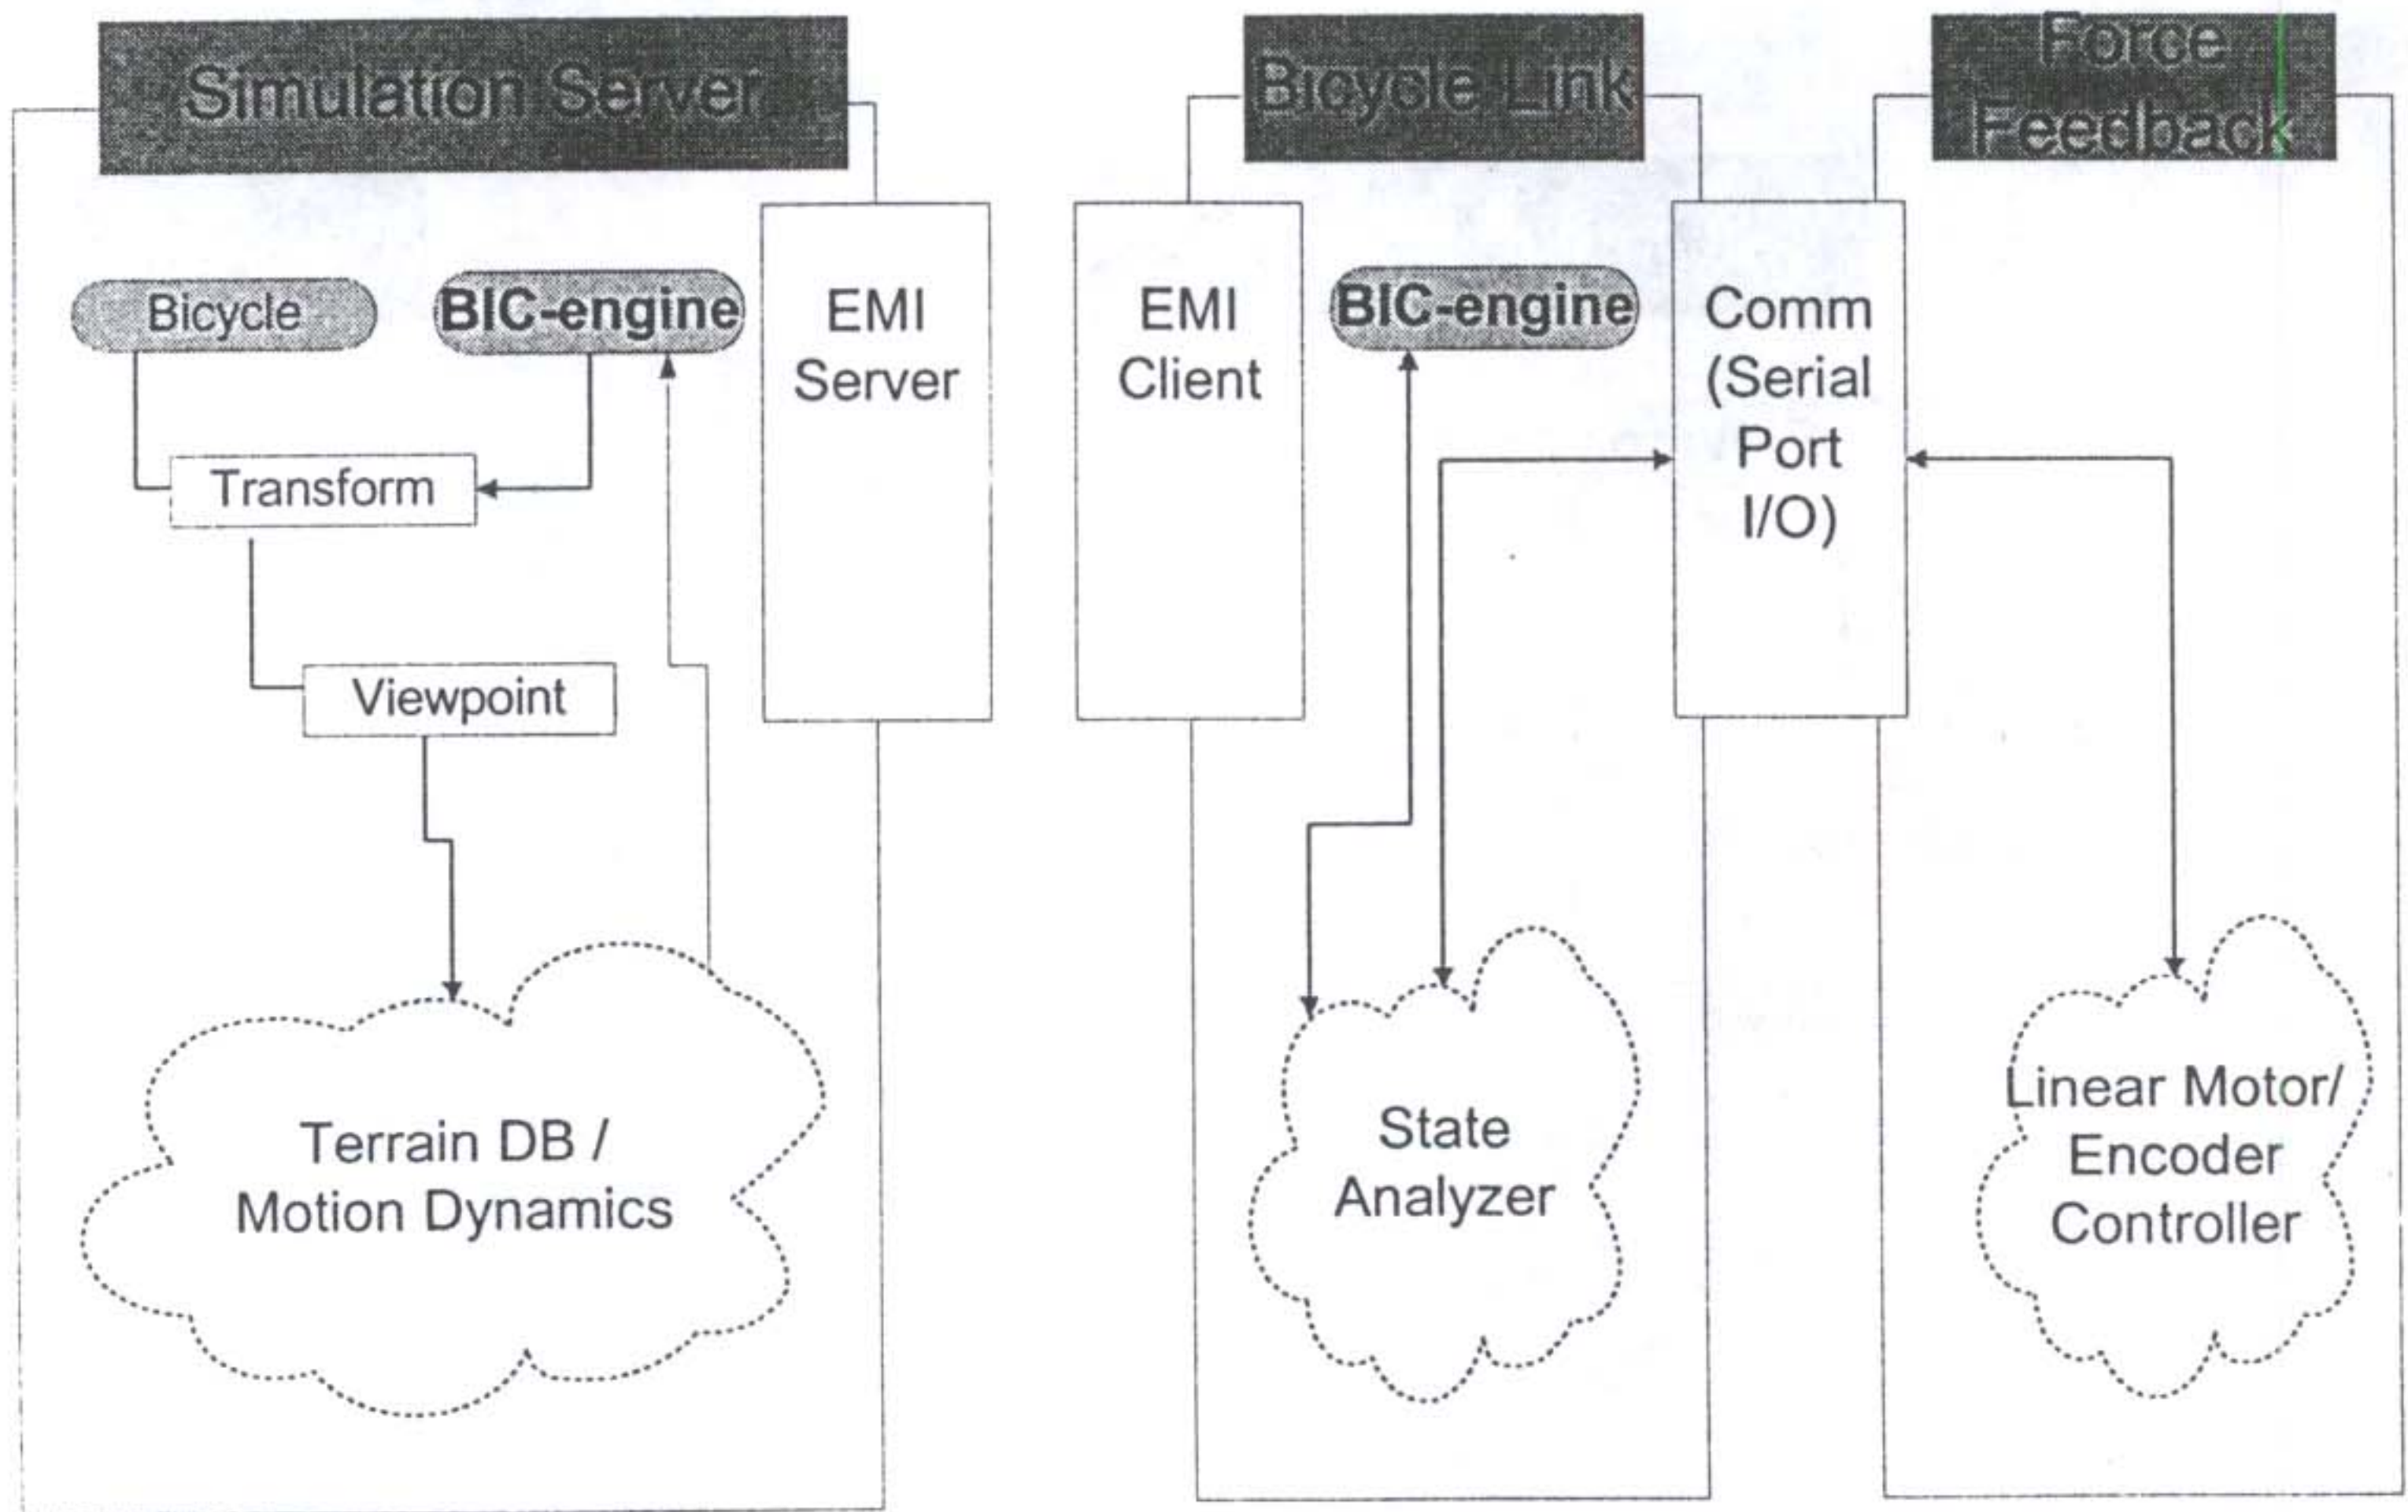 Simulation Server
Bicycle Link
Force
Feedback
Bicycle
BIC-engine
EMI
Server
Transform
Viewpoint
Terrain DB /
Motion Dynamics
EMI
Client
BIC-engine
Comm
(Serial
Port
I/O)
State
Analyzer
Linear Motor/
Encoder
Controller